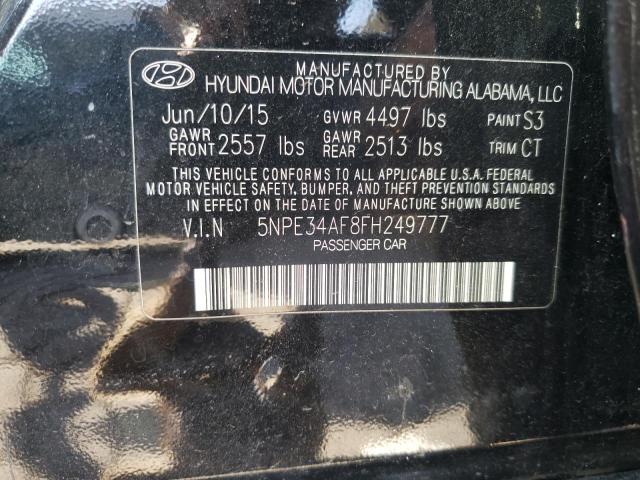 MANUFACTURED BY
HYUNDAI MOTOR MANUFACTURING ALABAMA, LLC
Jun/10/15 GVWR 4497 lbs PAINT S3
GAWR FRONT 2557 lbs GAWR REAR 2513 lbs TRIM CT
THIS VEHICLE CONFORMS TO ALL APPLICABLE U.S.A. FEDERAL
MOTOR VEHICLE SAFETY, BUMPER, AND THEFT PREVENTION STANDARDS
IN EFFECT ON THE DATE OF MANUFACTURE SHOWN ABOVE.
V.I.N 5NPE34AF8FH249777
PASSENGER CAR